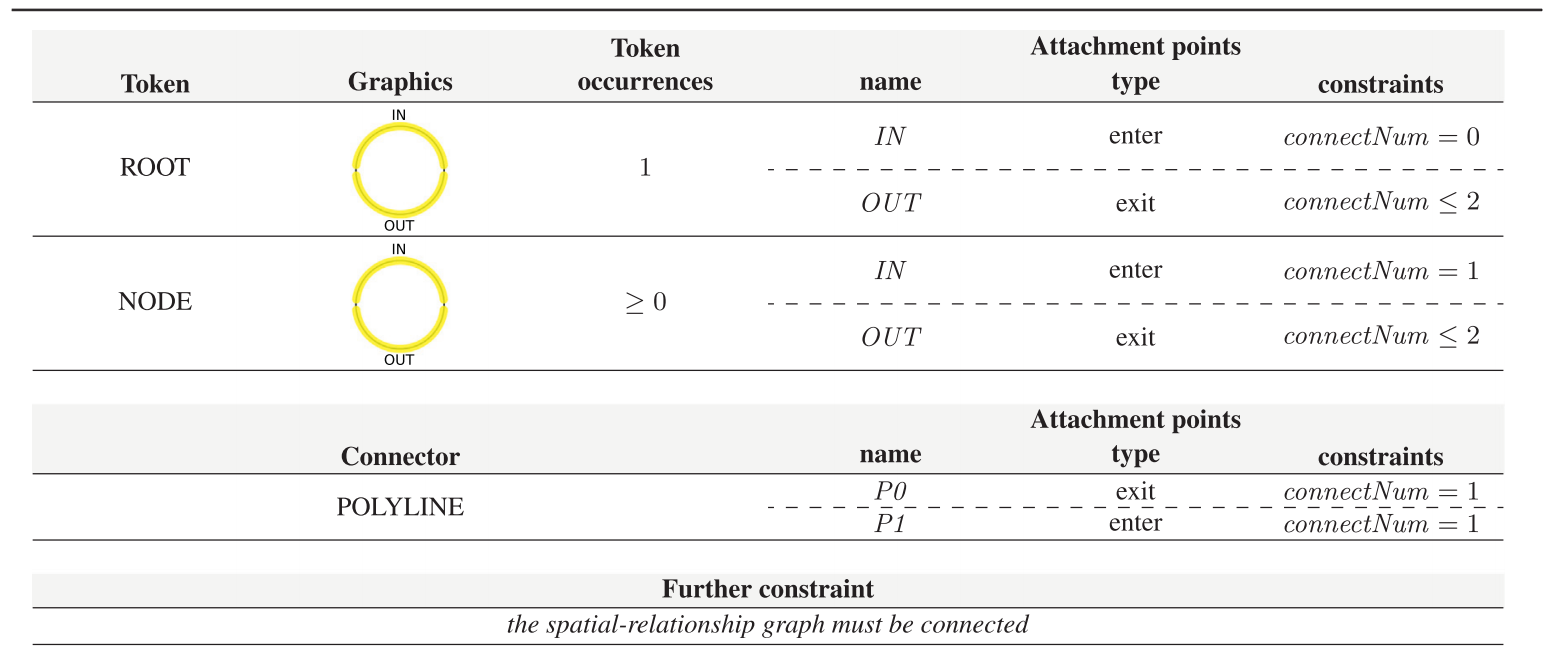 Token Attachment points
Token Graphics occurrences name type constraints
IN
IN enter connectNum = 0
ROOT 1
OUT exit connectNum ≤ 2
OUT
IN
IN enter connectNum = 1
NODE ≥ 0
OUT exit connectNum ≤ 2
OUT
Attachment points
Connector name type constraints
P0 exit connectNum = 1
POLYLINE
P1 enter connectNum = 1
Further constraint
the spatial-relationship graph must be connected